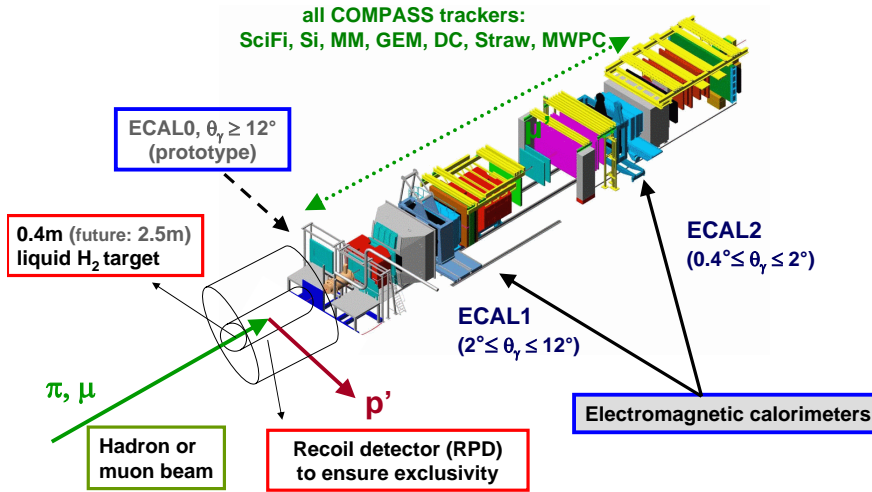 all COMPASS trackers:
SciFi, Si, MM, GEM, DC, Straw, MWPC
ECAL0, θγ ≥ 12°
(prototype)
0.4m (future: 2.5m)
liquid H2 target
ECAL2
(0.4°≤ θγ ≤ 2°)
ECAL1
(2°≤ θγ ≤ 12°)
π, μ
p'
Electromagnetic calorimeters
Hadron or
muon beam
Recoil detector (RPD)
to ensure exclusivity